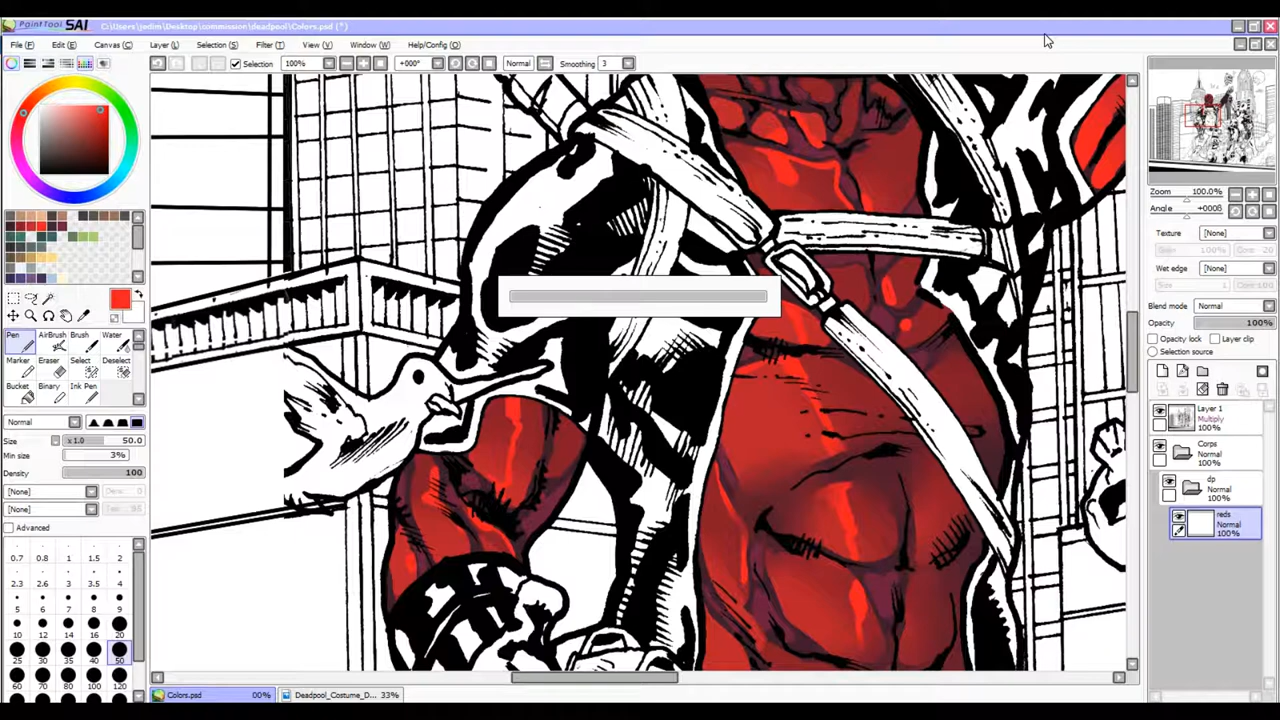 PaintTool SAI C:\Users\jedim\Desktop\commission\deadpool\Colors.psd (*)
File (F) Edit (E) Canvas (C) Layer (L) Selection (S) Filter (T) View (V) Window (W) Help/Config (O)
Selection 100% +000° Normal Smoothing 3
Zoom 100.0%
Angle +000θ
Texture [None]
100%
20
Wet edge [None]
1
100%
Blend mode Normal
Opacity 100%
Opacity lock Layer clip
Selection source
Pen AirBrush Brush Water
Marker Eraser Select Deselect
Bucket Binary Ink Pen
Normal
Size x 1.0 50.0
Min size 3%
Density 100
[None]
[None]
Advanced
0.7 0.8 1 1.5 2
2.3 2.6 3 3.5 4
5 6 7 8 9
10 12 14 16 20
25 30 35 40 50
60 70 80 100 120
Layer 1
Multiply
100%
Corps
Normal
100%
dp
Normal
100%
reds
Normal
100%
Colors.psd 00% Deadpool_Costume_D... 33%